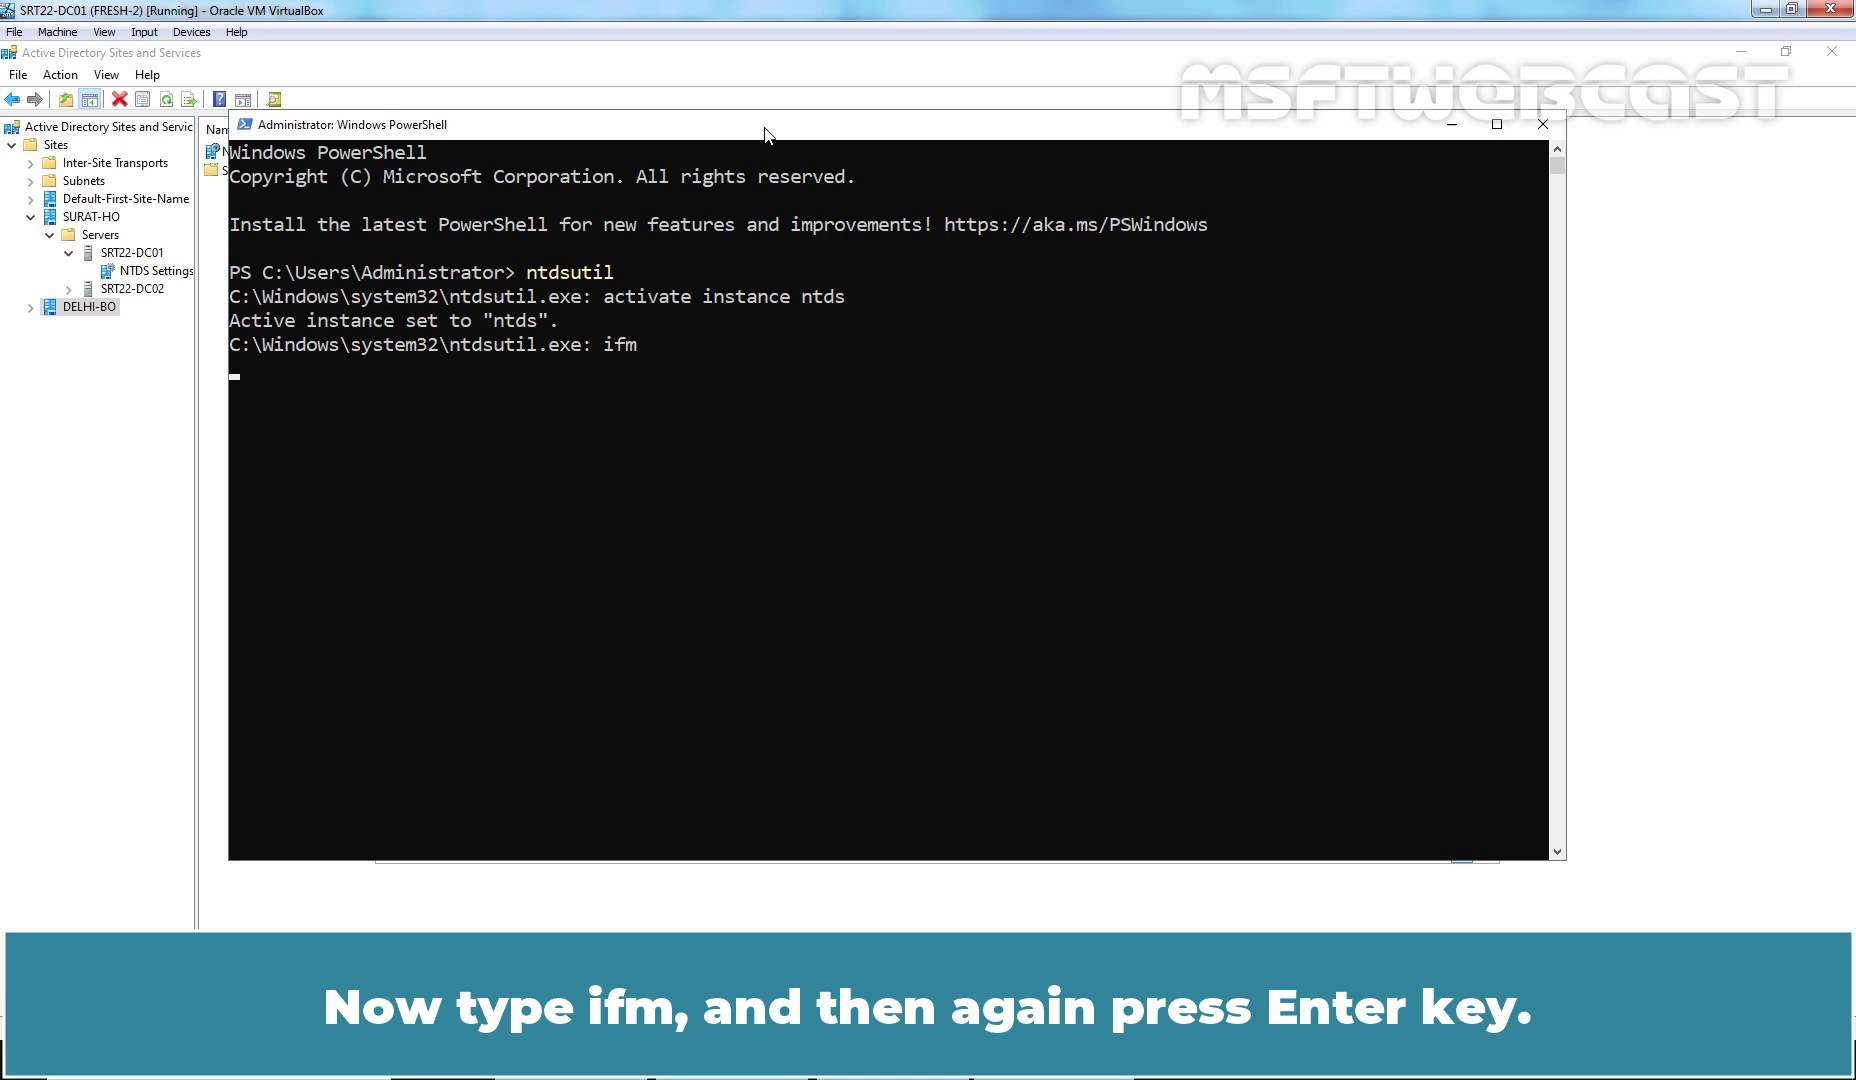 SRT22-DC01 (FRESH-2) [Running] - Oracle VM VirtualBox
File Machine View Input Devices Help
Active Directory Sites and Services
File Action View Help
MSFTWEBCAST
Active Directory Sites and Servic
Sites
Inter-Site Transports
Subnets
Default-First-Site-Name
SURAT-HO
Servers
SRT22-DC01
NTDS Settings
SRT22-DC02
DELHI-BO
Administrator: Windows PowerShell
Windows PowerShell
Copyright (C) Microsoft Corporation. All rights reserved.
Install the latest PowerShell for new features and improvements! https://aka.ms/PSWindows
PS C:\Users\Administrator> ntdsutil
C:\Windows\system32\ntdsutil.exe: activate instance ntds
Active instance set to "ntds".
C:\Windows\system32\ntdsutil.exe: ifm
Now type ifm, and then again press Enter key.